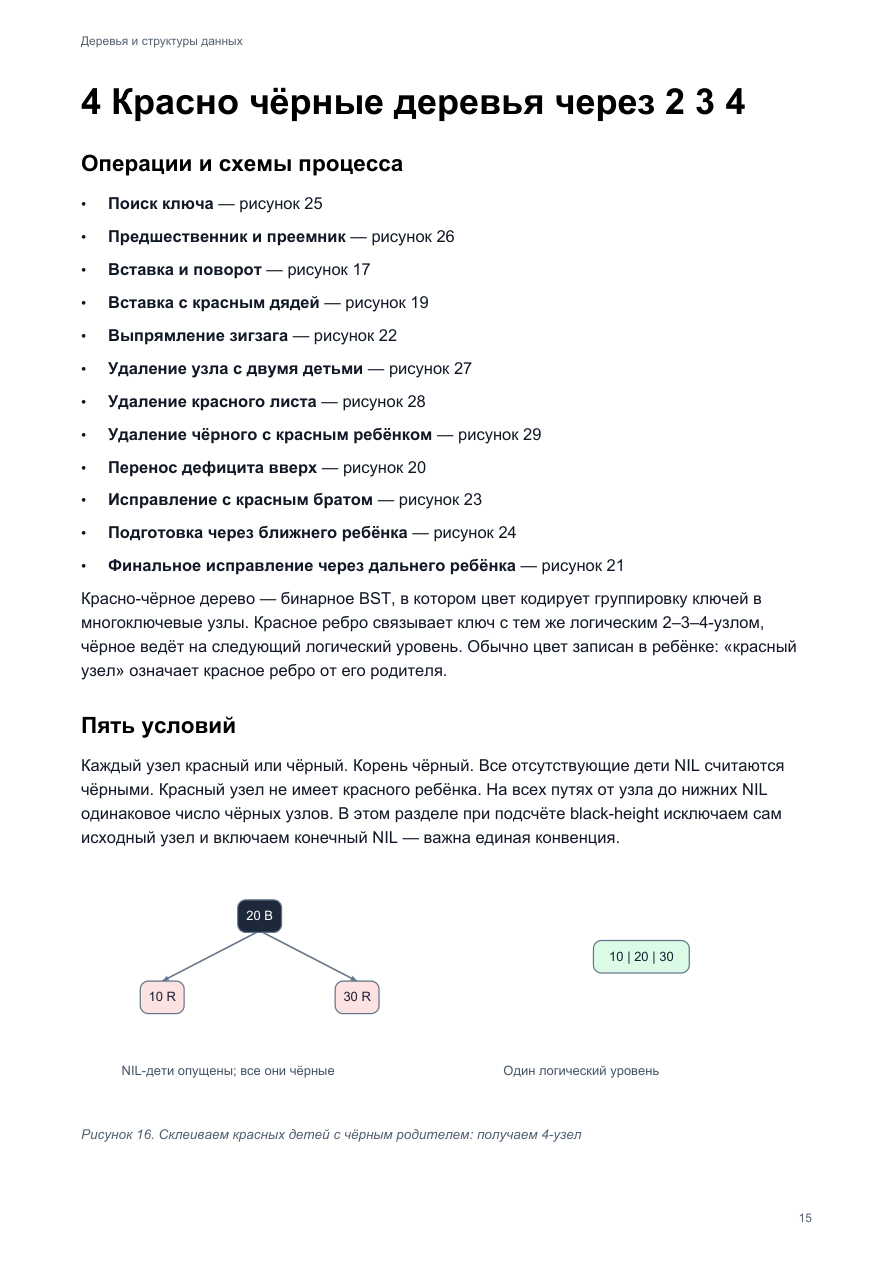 Деревья и структуры данных
4 Красно чёрные деревья через 2 3 4
Операции и схемы процесса
• Поиск ключа — рисунок 25
• Предшественник и преемник — рисунок 26
• Вставка и поворот — рисунок 17
• Вставка с красным дядей — рисунок 19
• Выпрямление зигзага — рисунок 22
• Удаление узла с двумя детьми — рисунок 27
• Удаление красного листа — рисунок 28
• Удаление чёрного с красным ребёнком — рисунок 29
• Перенос дефицита вверх — рисунок 20
• Исправление с красным братом — рисунок 23
• Подготовка через ближнего ребёнка — рисунок 24
• Финальное исправление через дальнего ребёнка — рисунок 21
Красно-чёрное дерево — бинарное BST, в котором цвет кодирует группировку ключей в
многоключевые узлы. Красное ребро связывает ключ с тем же логическим 2–3–4-узлом,
чёрное ведёт на следующий логический уровень. Обычно цвет записан в ребёнке: «красный
узел» означает красное ребро от его родителя.
Пять условий
Каждый узел красный или чёрный. Корень чёрный. Все отсутствующие дети NIL считаются
чёрными. Красный узел не имеет красного ребёнка. На всех путях от узла до нижних NIL
одинаковое число чёрных узлов. В этом разделе при подсчёте black-height исключаем сам
исходный узел и включаем конечный NIL — важна единая конвенция.
20 B
10 R
30 R
10 | 20 | 30
NIL-дети опущены; все они чёрные
Один логический уровень
Рисунок 16. Склеиваем красных детей с чёрным родителем: получаем 4-узел
15